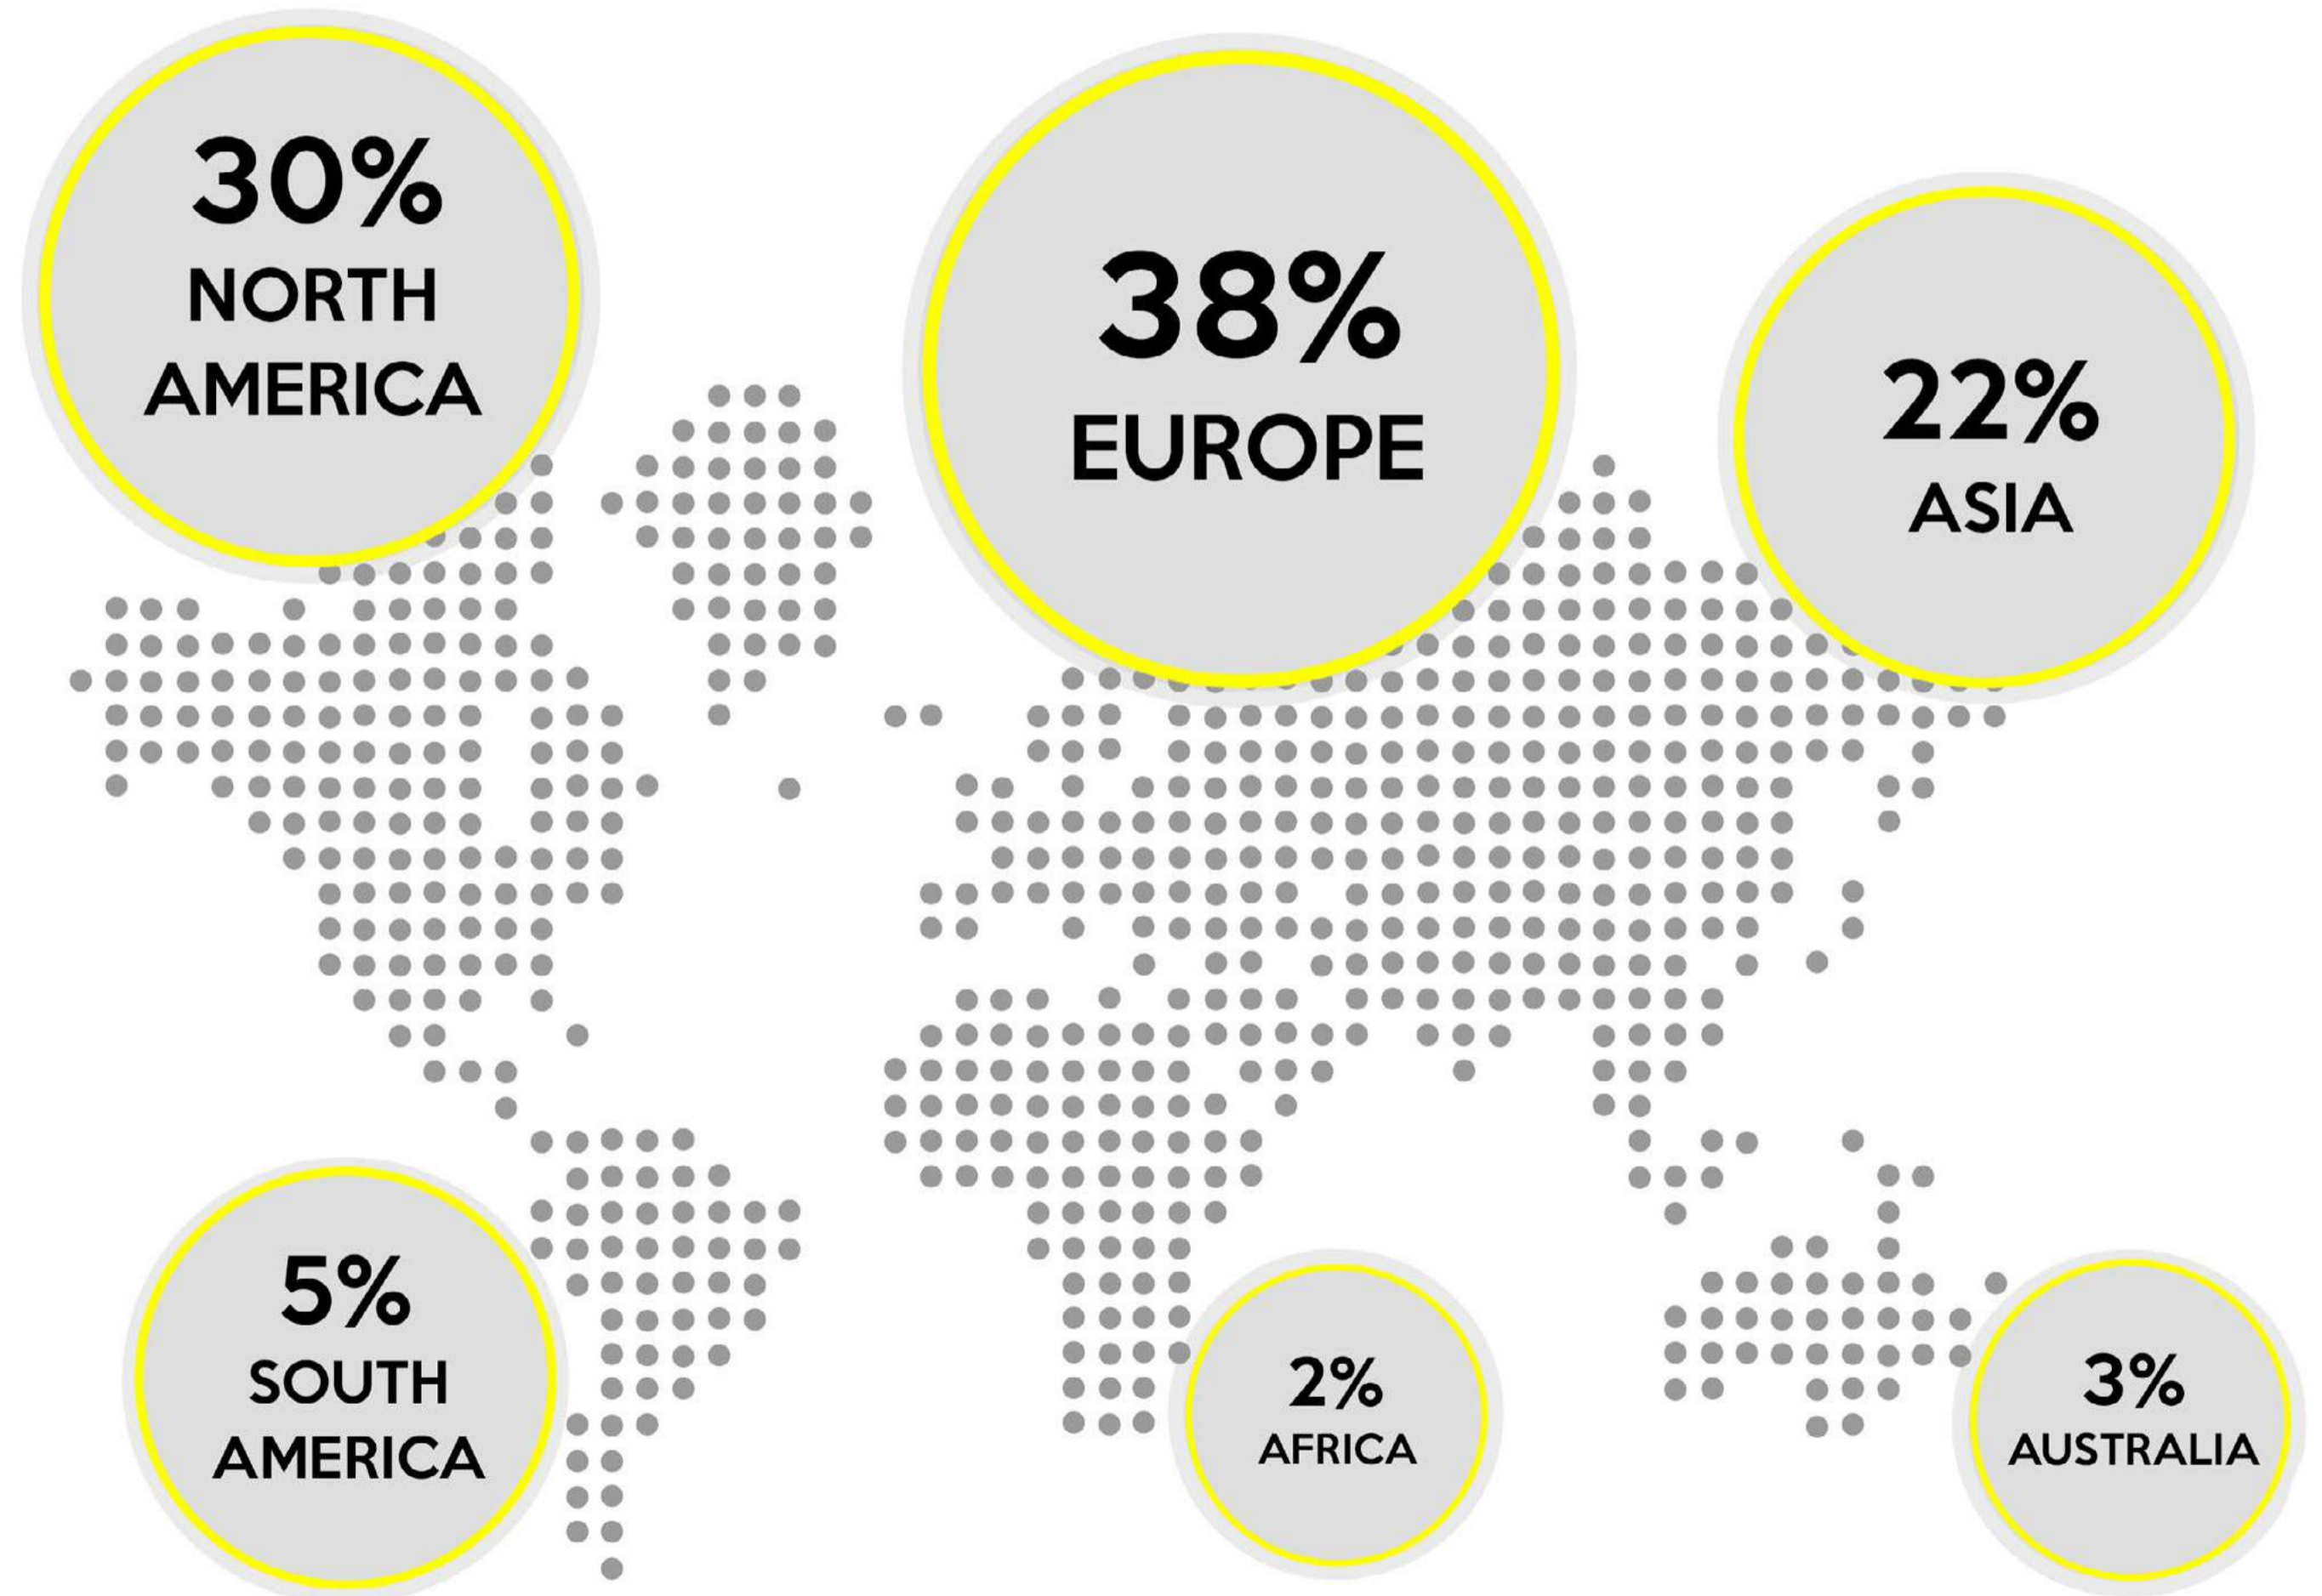 30%
NORTH
AMERICA
38%
EUROPE
22%
ASIA
5%
SOUTH
AMERICA
2%
AFRICA
3%
AUSTRALIA